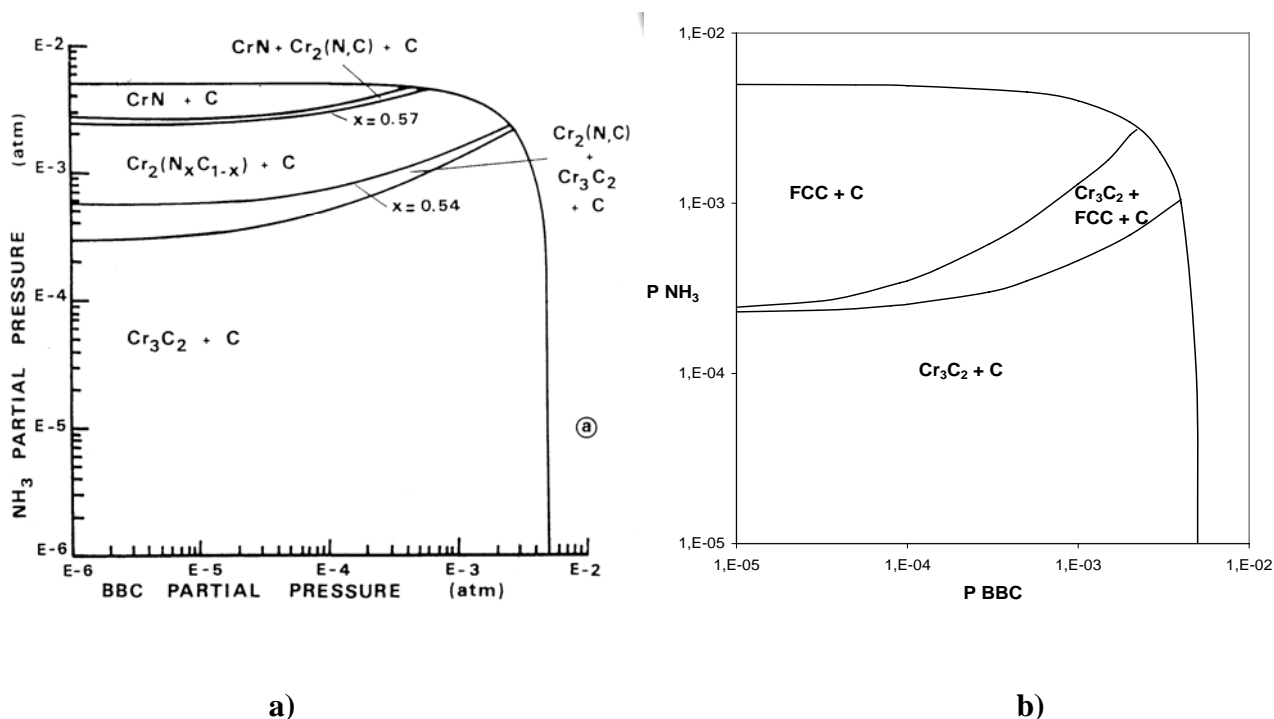 E-2
E-3
E-4
E-5
E-6
NH₃ PARTIAL PRESSURE (atm)
CrN + Cr₂(N,C) + C
CrN + C
x = 0.57
Cr₂(NₓC₁₋ₓ) + C
x = 0.54
Cr₂(N,C)
+
Cr₃C₂
+ C
Cr₃C₂ + C
a
E-6 E-5 E-4 E-3 E-2
BBC PARTIAL PRESSURE (atm)
a)
1,E-02
1,E-03
1,E-04
1,E-05
P NH₃
FCC + C
Cr₃C₂ +
FCC + C
Cr₃C₂ + C
1,E-05 1,E-04 1,E-03 1,E-02
P BBC
b)